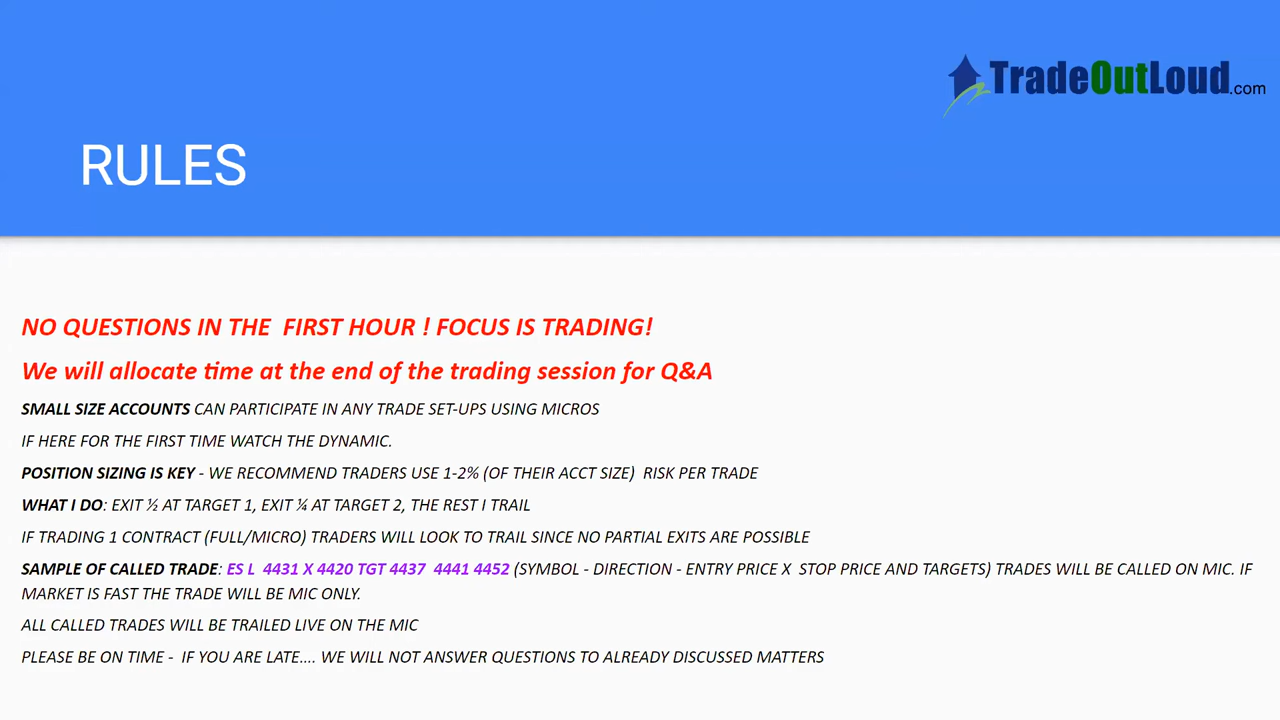 TradeOutLoud.com
RULES
NO QUESTIONS IN THE FIRST HOUR ! FOCUS IS TRADING!
We will allocate time at the end of the trading session for Q&A
SMALL SIZE ACCOUNTS CAN PARTICIPATE IN ANY TRADE SET-UPS USING MICROS
IF HERE FOR THE FIRST TIME WATCH THE DYNAMIC.
POSITION SIZING IS KEY - WE RECOMMEND TRADERS USE 1-2% (OF THEIR ACCT SIZE) RISK PER TRADE
WHAT I DO: EXIT ½ AT TARGET 1, EXIT ¼ AT TARGET 2, THE REST I TRAIL
IF TRADING 1 CONTRACT (FULL/MICRO) TRADERS WILL LOOK TO TRAIL SINCE NO PARTIAL EXITS ARE POSSIBLE
SAMPLE OF CALLED TRADE: ES L 4431 X 4420 TGT 4437 4441 4452 (SYMBOL - DIRECTION - ENTRY PRICE X STOP PRICE AND TARGETS) TRADES WILL BE CALLED ON MIC. IF
MARKET IS FAST THE TRADE WILL BE MIC ONLY.
ALL CALLED TRADES WILL BE TRAILED LIVE ON THE MIC
PLEASE BE ON TIME - IF YOU ARE LATE.... WE WILL NOT ANSWER QUESTIONS TO ALREADY DISCUSSED MATTERS